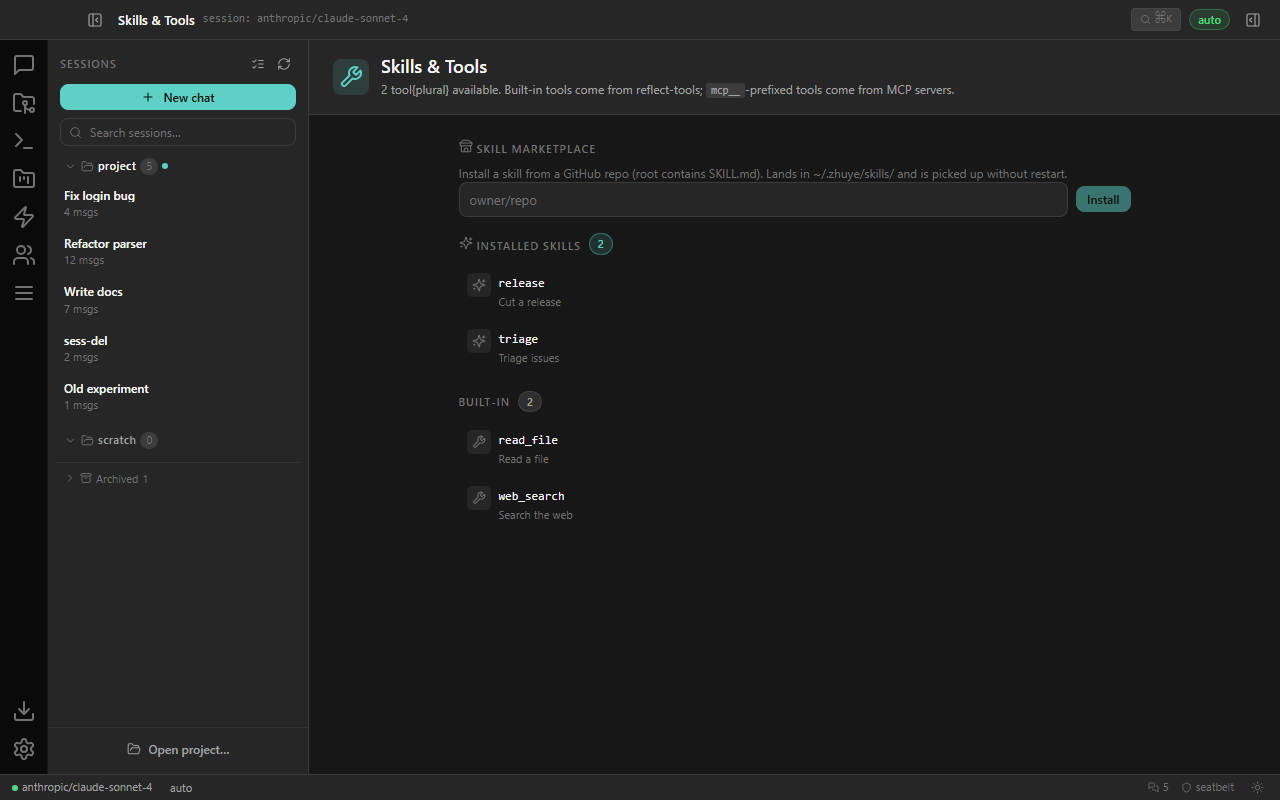 Skills & Tools session: anthropic/claude-sonnet-4 ⌘K auto
SESSIONS
+ New chat
Search sessions...
project 5
Fix login bug
4 msgs
Refactor parser
12 msgs
Write docs
7 msgs
sess-del
2 msgs
Old experiment
1 msgs
scratch 0
Archived 1
Open project...
Skills & Tools
2 tool{plural} available. Built-in tools come from reflect-tools; mcp__-prefixed tools come from MCP servers.
SKILL MARKETPLACE
Install a skill from a GitHub repo (root contains SKILL.md). Lands in ~/.zhuye/skills/ and is picked up without restart.
owner/repo Install
INSTALLED SKILLS 2
release
Cut a release
triage
Triage issues
BUILT-IN 2
read_file
Read a file
web_search
Search the web
anthropic/claude-sonnet-4 auto 5 seatbelt